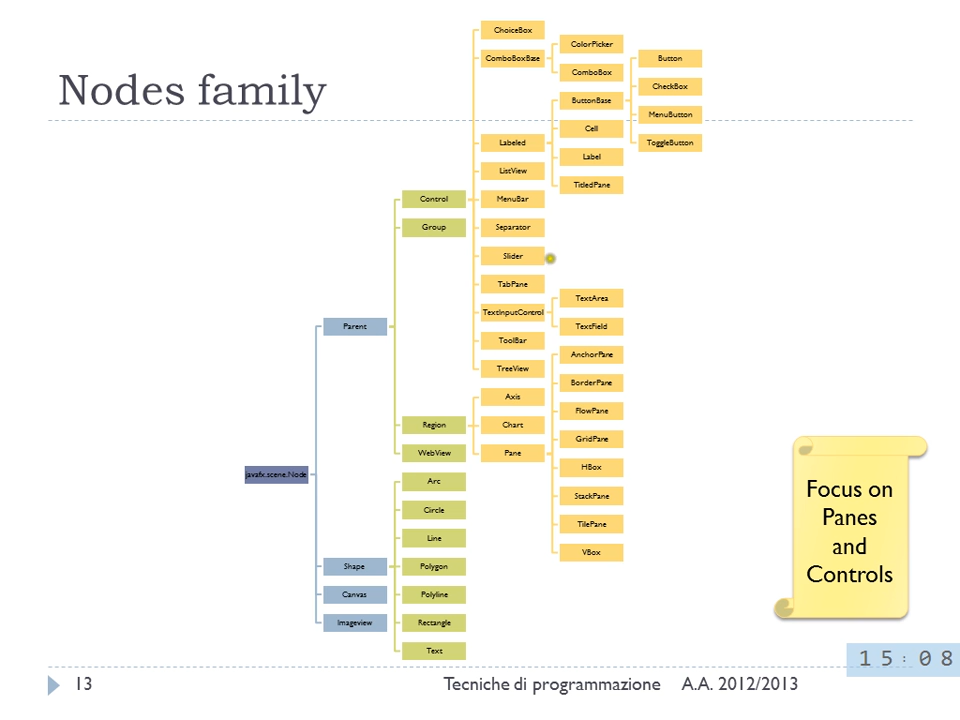 Nodes family
ChoiceBox
ComboBoxBase
ColorPicker
ComboBox
Button
CheckBox
MenuButton
ToggleButton
ButtonBase
Cell
Label
TitledPane
Labeled
ListView
MenuBar
Separator
Slider
TabPane
TextInputControl
TextArea
TextField
ToolBar
TreeView
Control
Group
Parent
Region
WebView
Axis
Chart
Pane
AnchorPane
BorderPane
FlowPane
GridPane
HBox
StackPane
TilePane
VBox
javafx.scene.Node
Arc
Circle
Line
Polygon
Polyline
Rectangle
Text
Shape
Canvas
Imageview
Focus on
Panes
and
Controls
15:08
13 Tecniche di programmazione A.A. 2012/2013